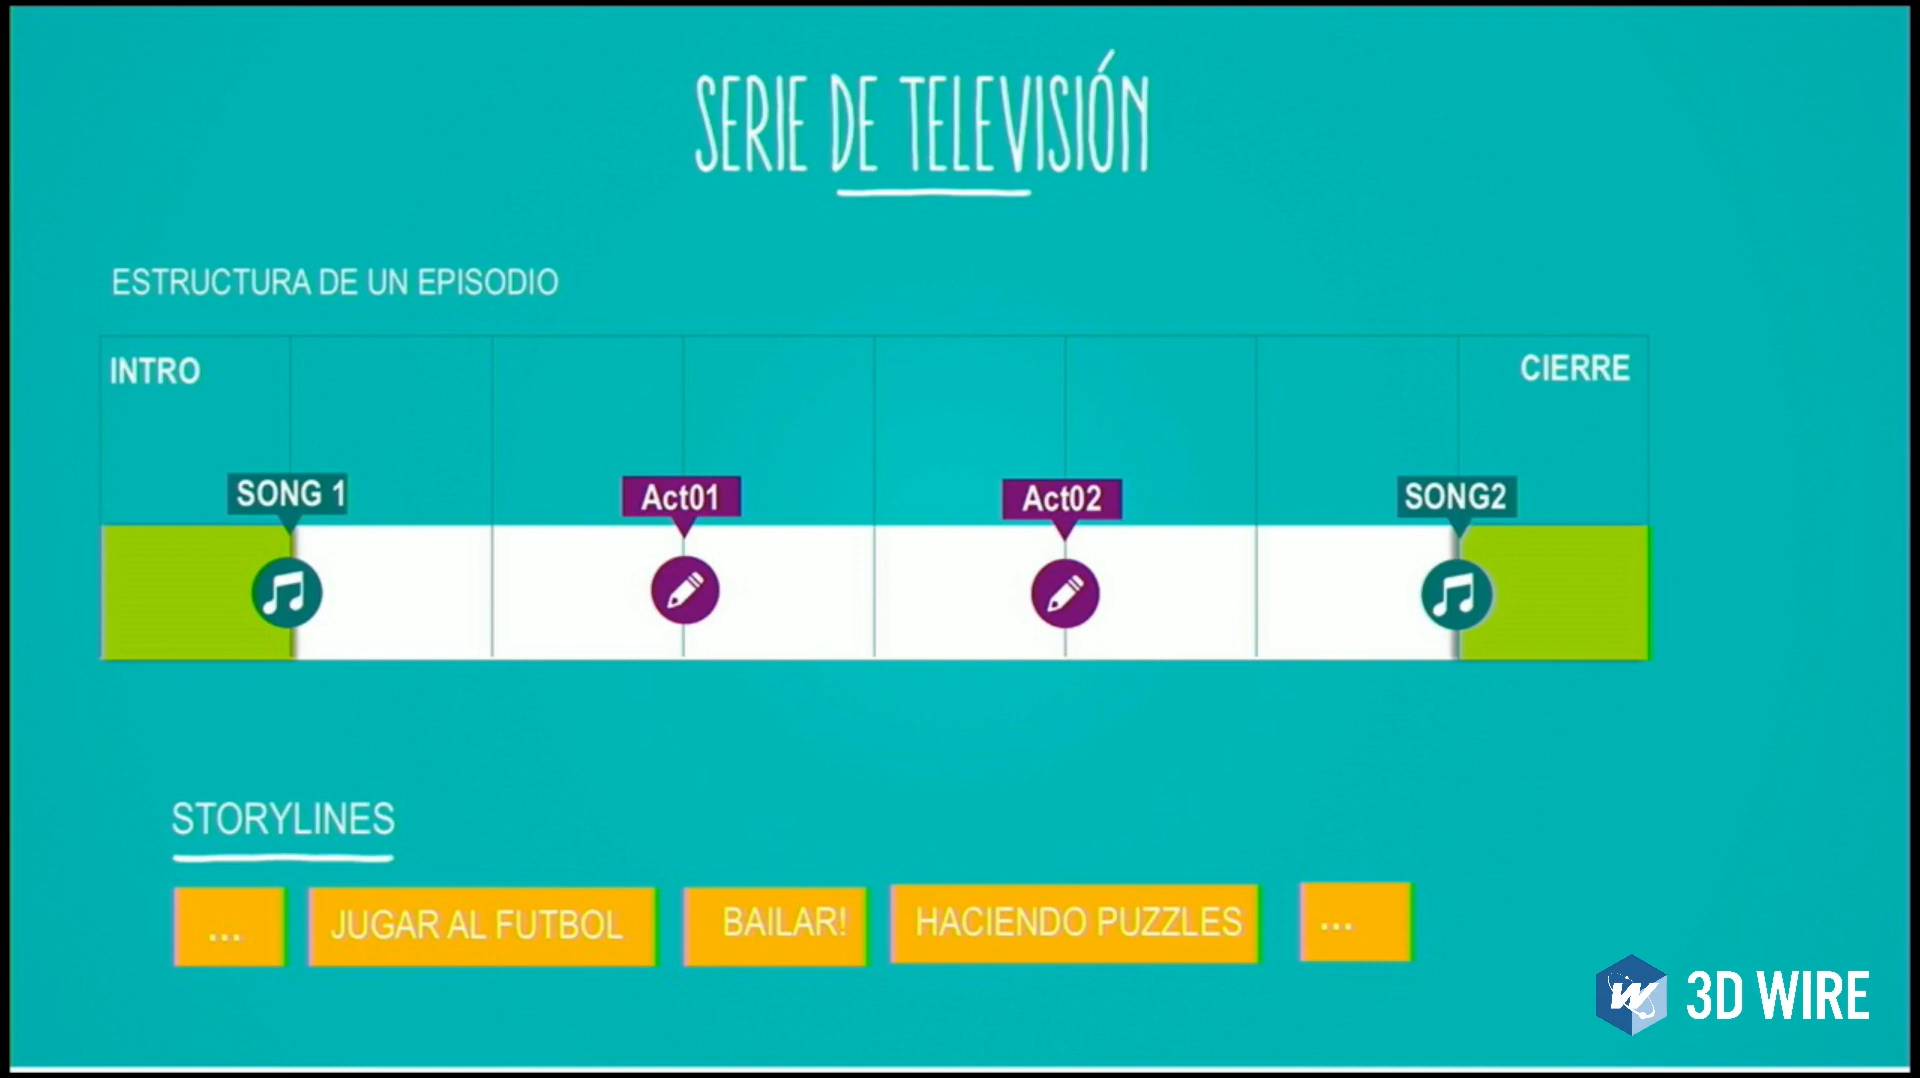 SERIE DE TELEVISIÓN
ESTRUCTURA DE UN EPISODIO
INTRO
CIERRE
SONG 1
Act01
Act02
SONG2
STORYLINES
...
JUGAR AL FUTBOL
BAILAR!
HACIENDO PUZZLES
...
W 3D WIRE